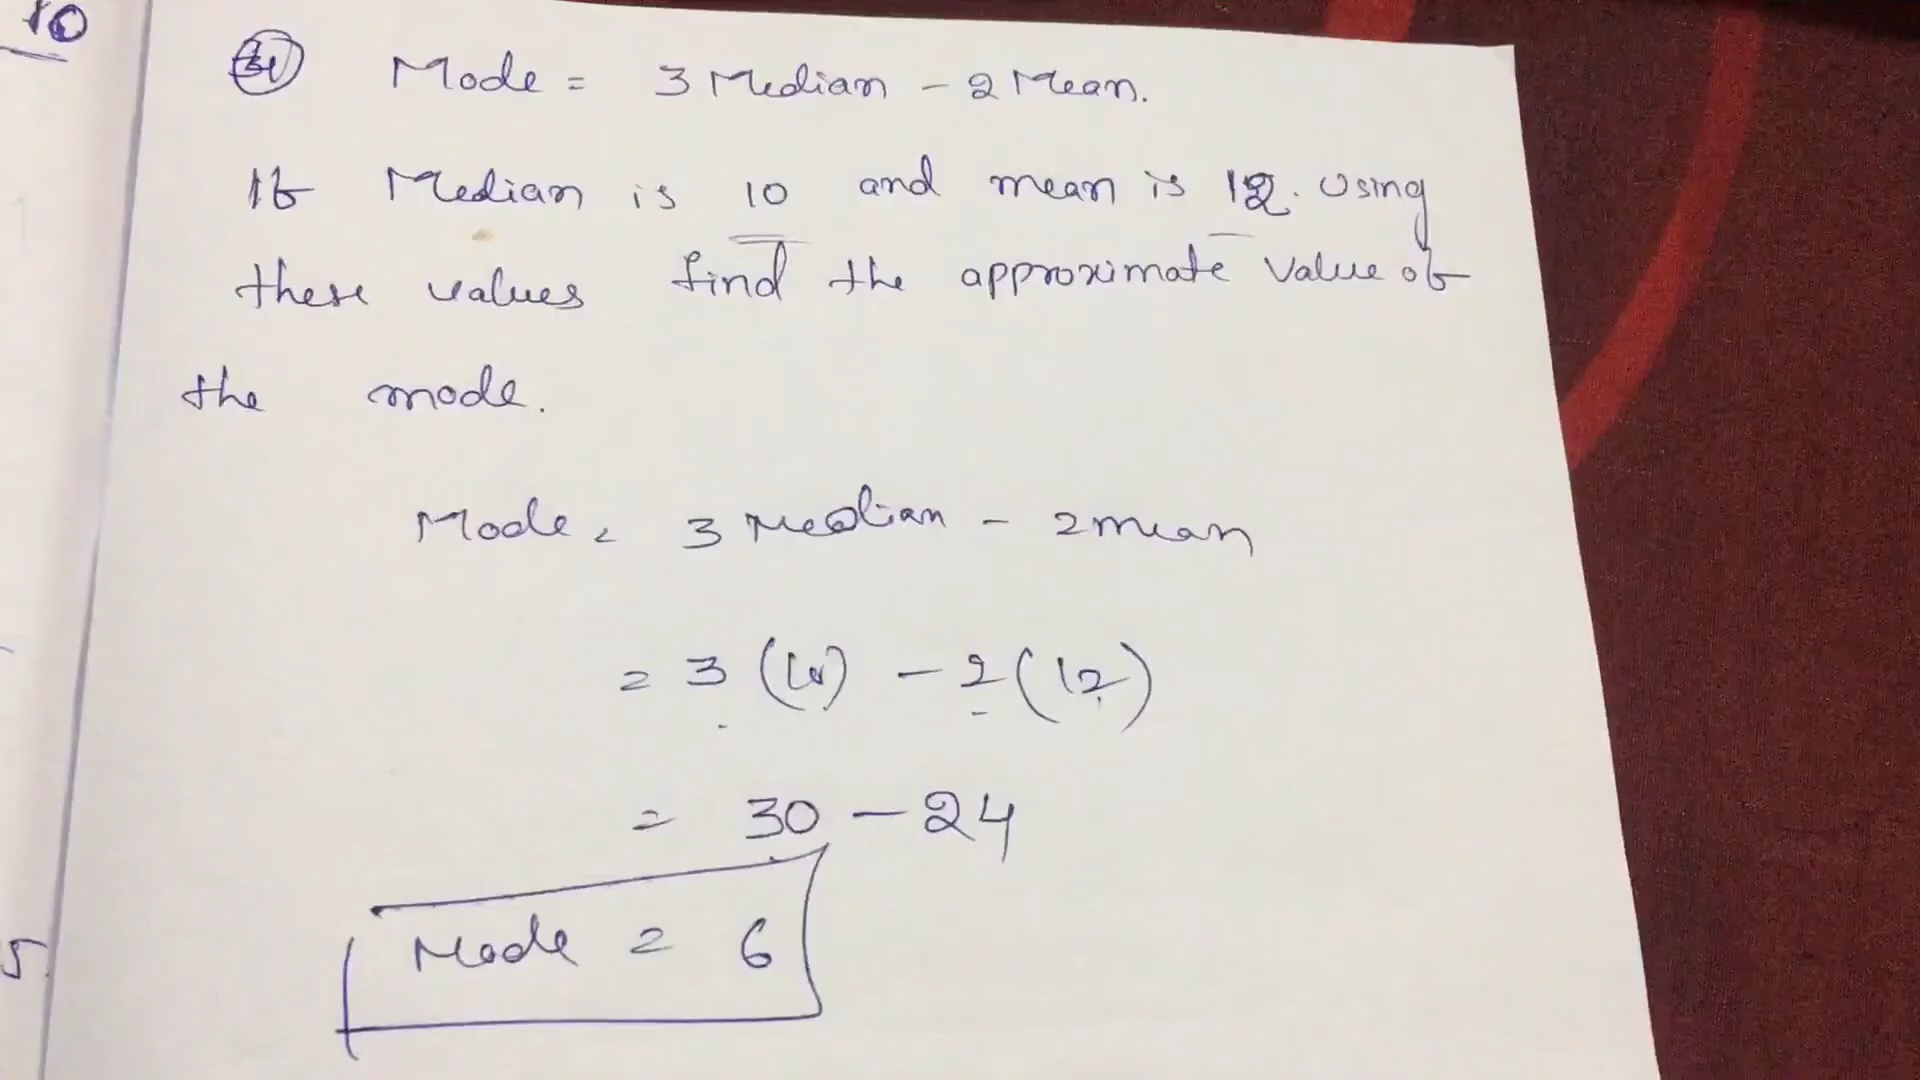 10
Mode = 3 Median - 2 Mean.
If Median is 10 and mean is 12. Using
these values find the approximate value of
the mode.
Mode = 3 Median - 2 mean
= 3 (10) - 2 (12)
= 30 - 24
Mode = 6
5